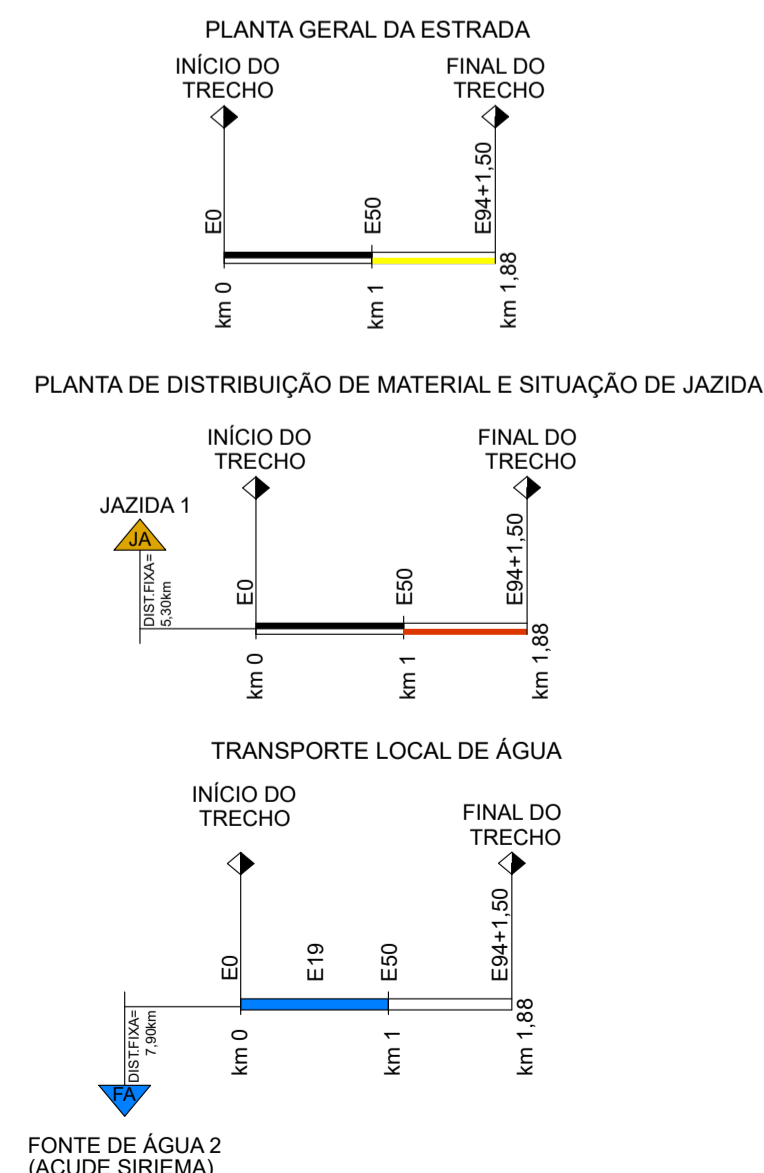 PLANTA GERAL DA ESTRADA
INÍCIO DO
TRECHO
FINAL DO
TRECHO
E0
E50
E94+1,50
km 0
km 1
km 1,88
PLANTA DE DISTRIBUIÇÃO DE MATERIAL E SITUAÇÃO DE JAZIDA
INÍCIO DO
TRECHO
FINAL DO
TRECHO
JAZIDA 1
JA
DIST.FIXA=
5,30km
E0
E50
E94+1,50
km 0
km 1
km 1,88
TRANSPORTE LOCAL DE ÁGUA
INÍCIO DO
TRECHO
FINAL DO
TRECHO
E0
E19
E50
E94+1,50
DIST.FIXA=
7,90km
km 0
km 1
km 1,88
FA
FONTE DE ÁGUA 2
(AÇUDE SIRIEMA)